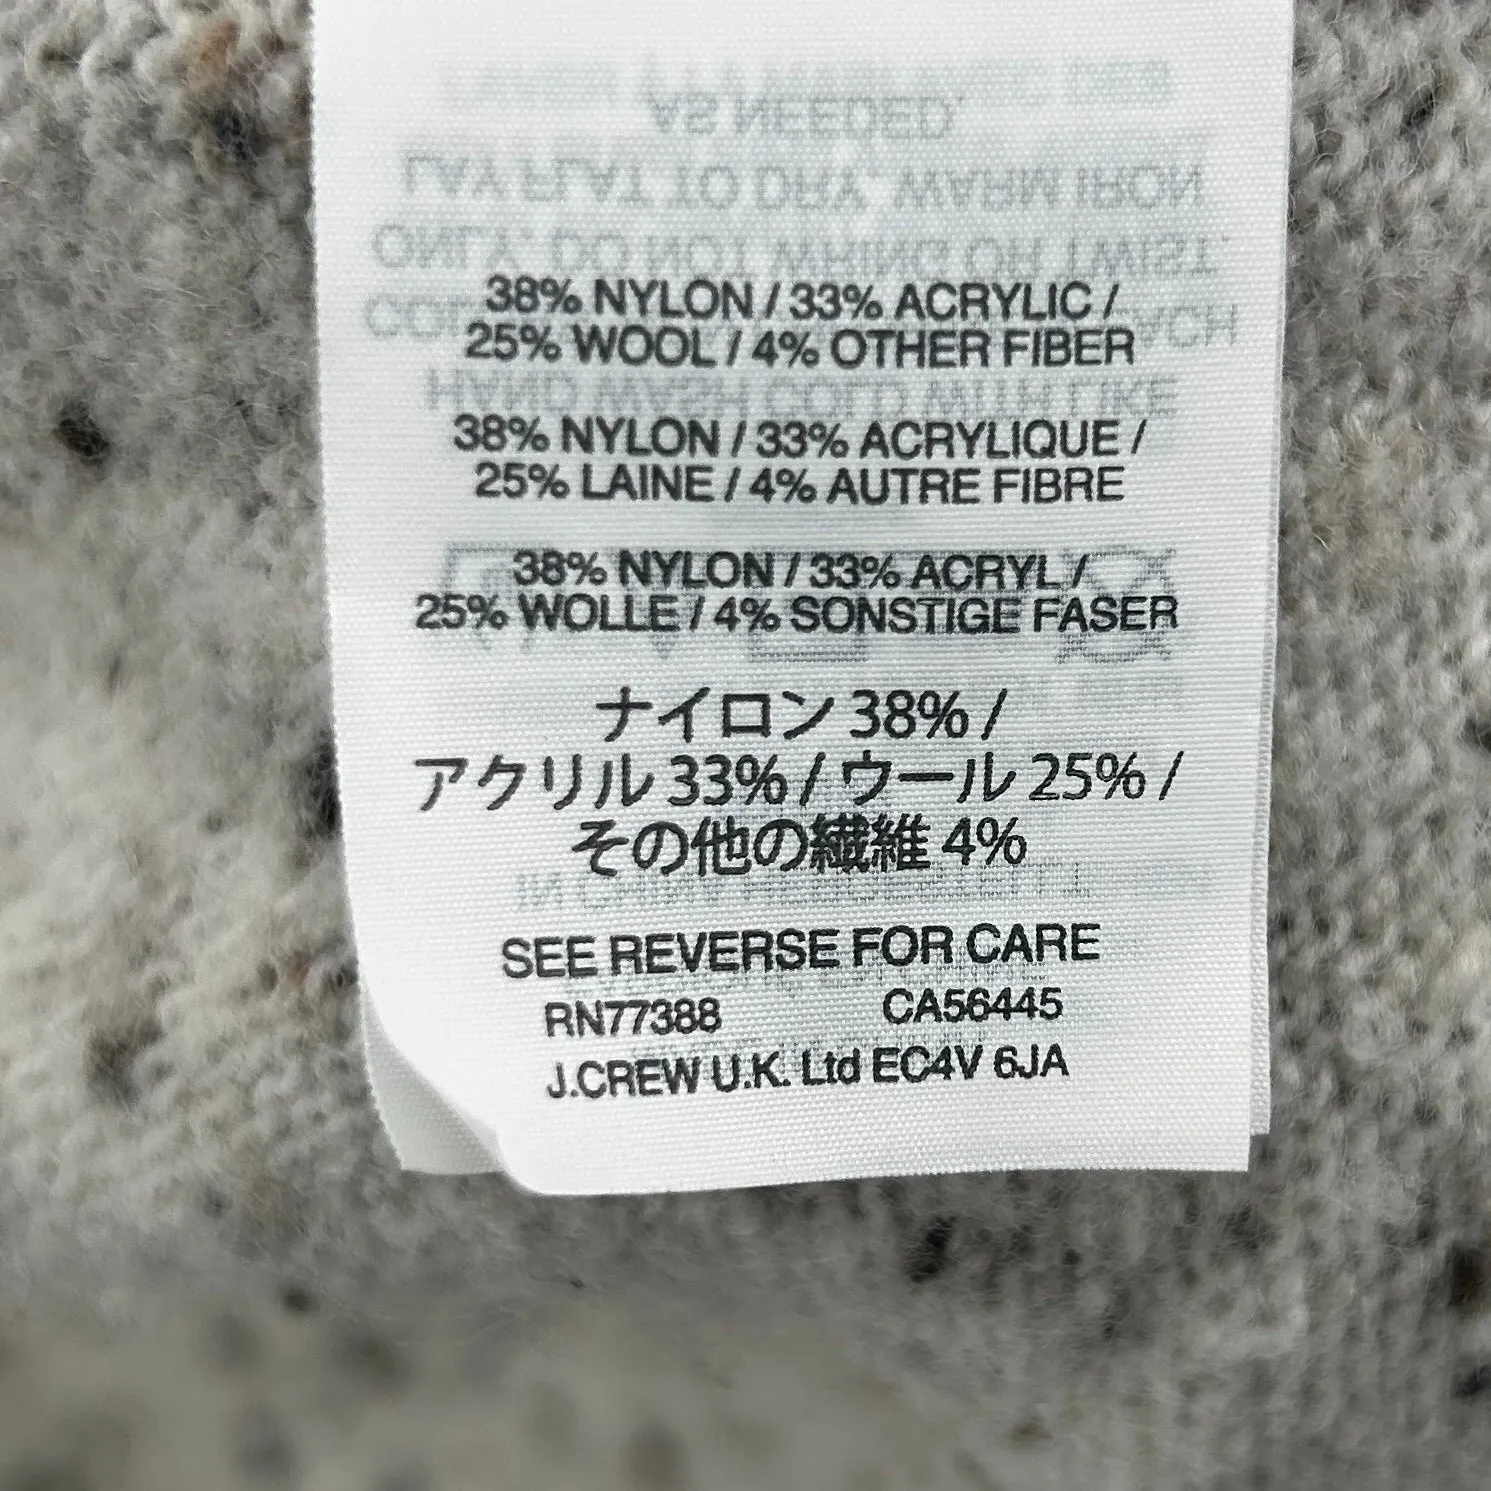 38% NYLON / 33% ACRYLIC /
25% WOOL / 4% OTHER FIBER
38% NYLON / 33% ACRYLIQUE /
25% LAINE / 4% AUTRE FIBRE
38% NYLON / 33% ACRYL /
25% WOLLE / 4% SONSTIGE FASER
ナイロン 38% /
アクリル 33% / ウール 25% /
その他の繊維 4%
SEE REVERSE FOR CARE
RN77388 CA56445
J.CREW U.K. Ltd EC4V 6JA